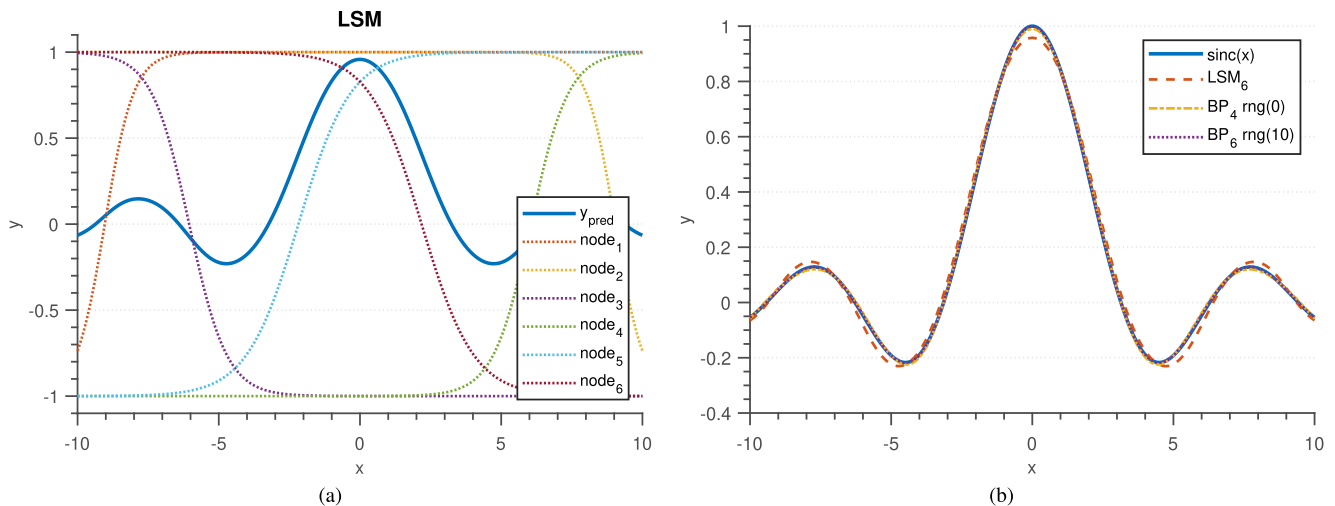 LSM
1
0.5
0
-0.5
-1
y
-10
-5
0
5
10
x
y_pred
node_1
node_2
node_3
node_4
node_5
node_6
(a)
1
0.8
0.6
0.4
0.2
0
-0.2
-0.4
y
-10
-5
0
5
10
x
sinc(x)
LSM_6
BP_4 rng(0)
BP_6 rng(10)
(b)